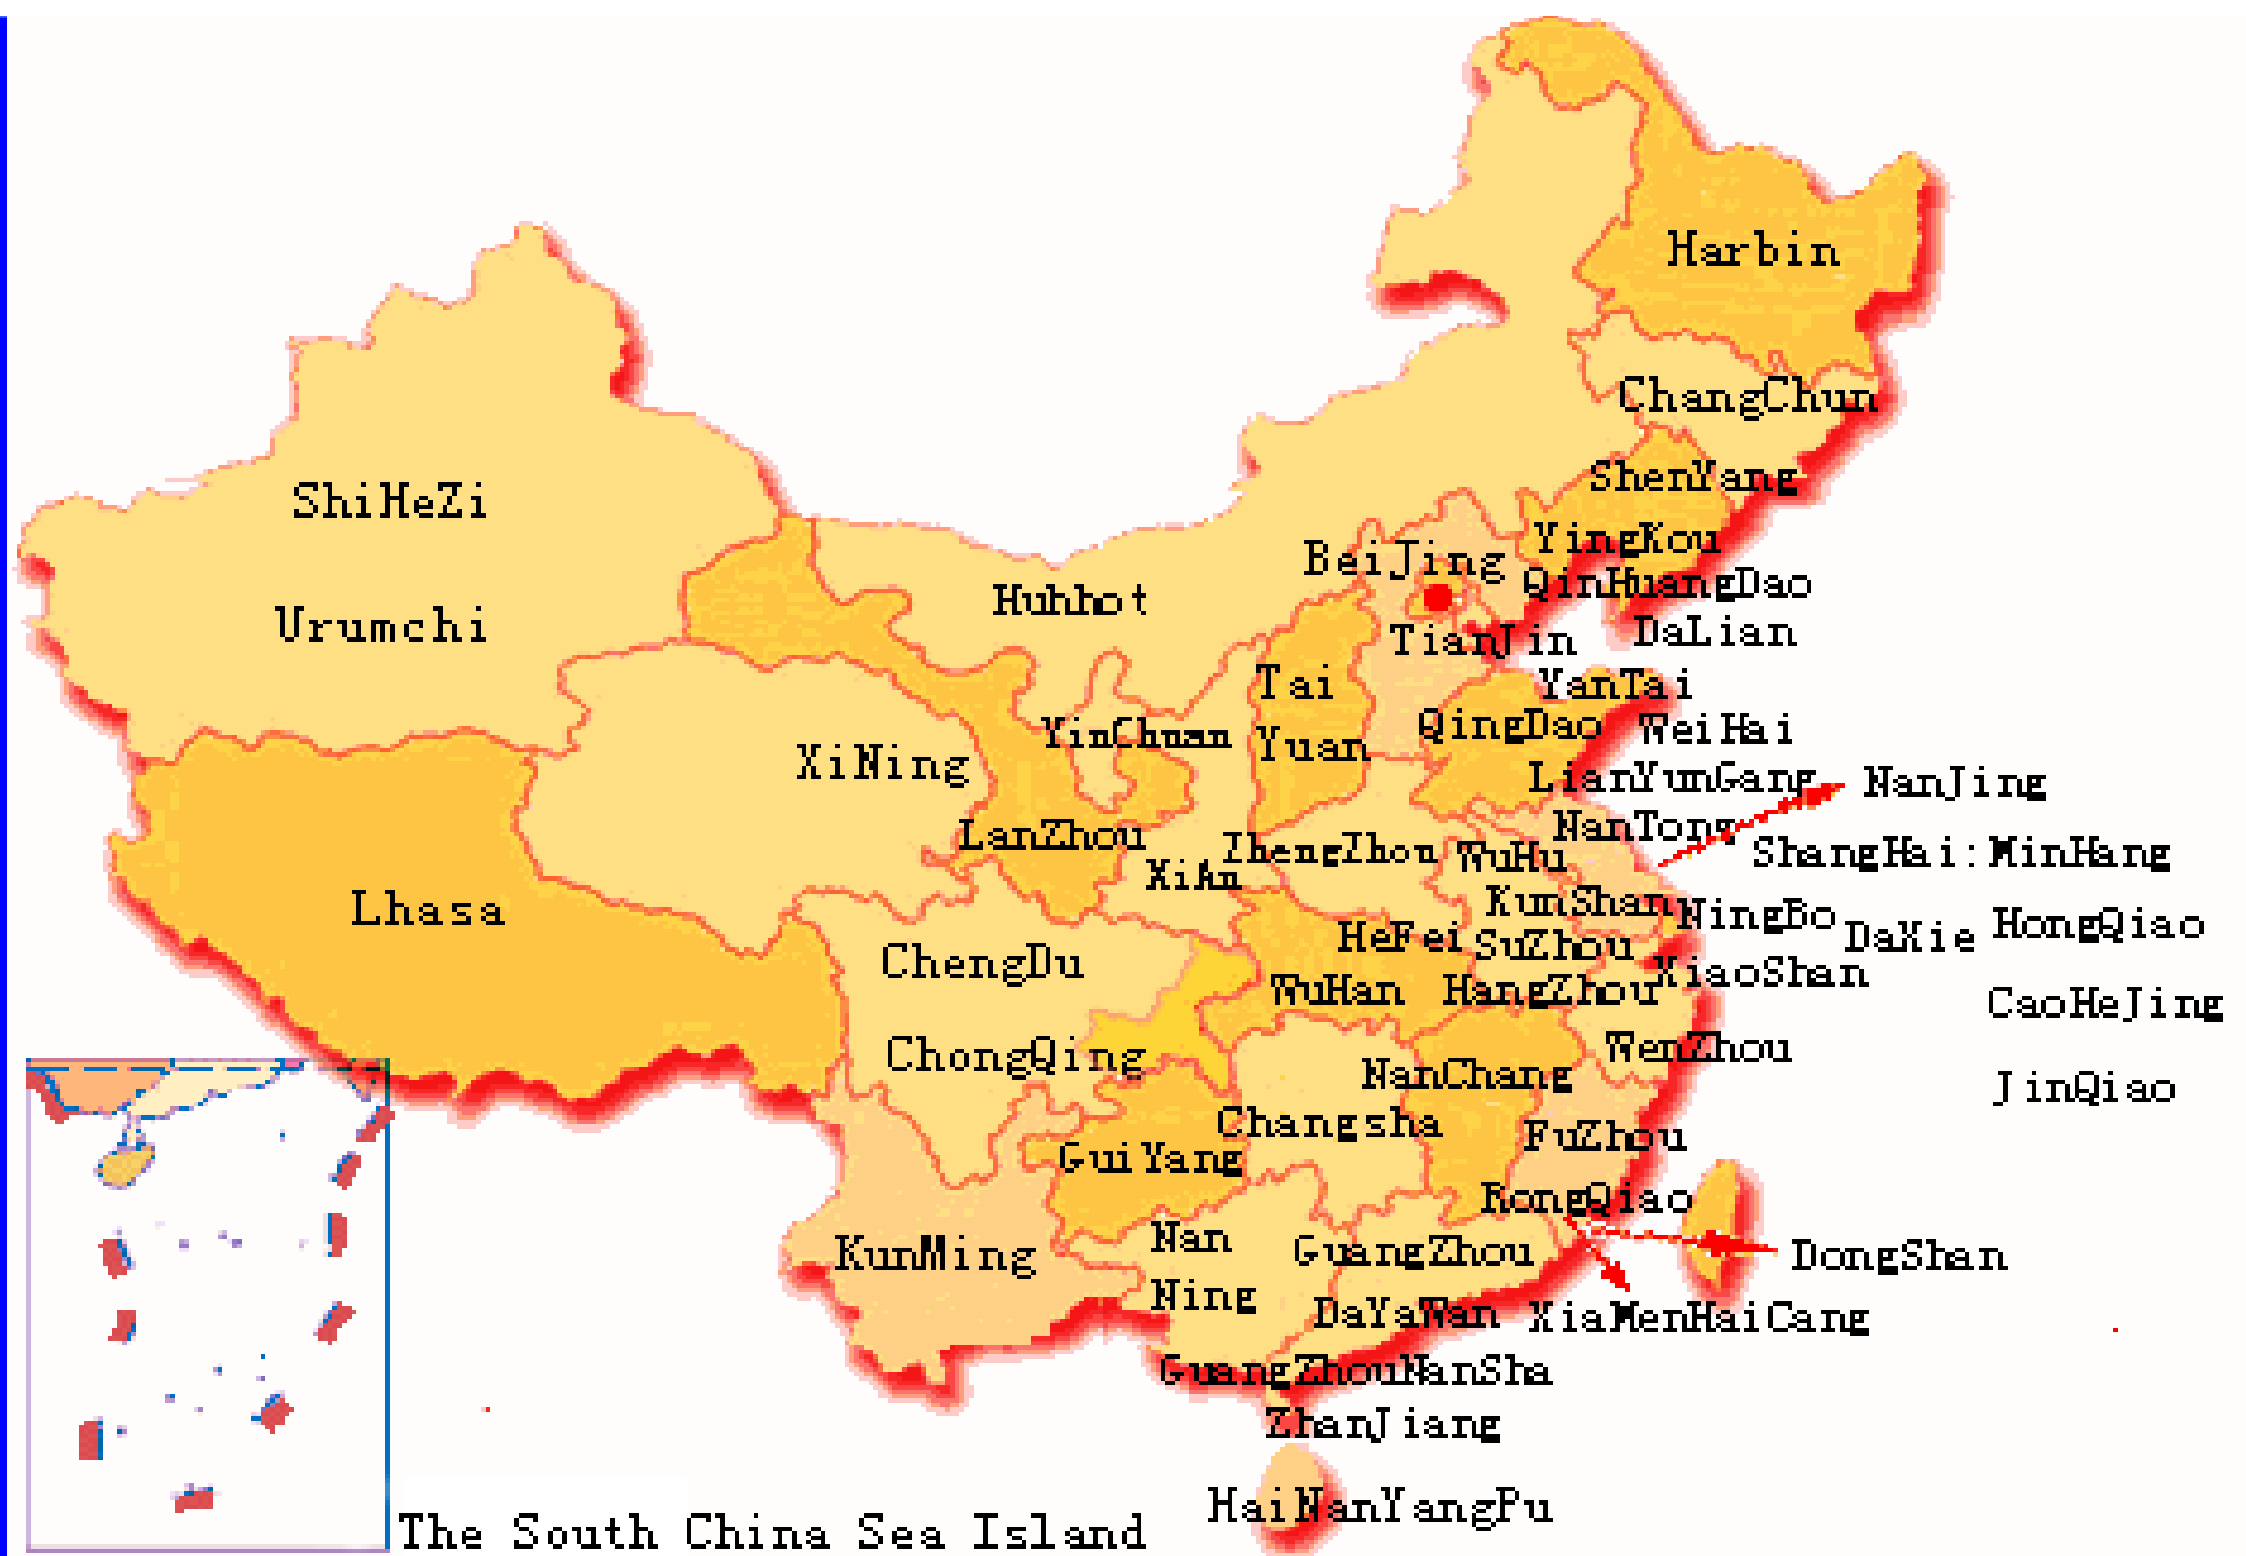 Harbin
ChangChun
ShenYang
ShiHeZi
YingKou
BeiJing
QinHuangDao
Huhhot
Urumchi
TianJin
DaLian
Tai
Yuan
YanTai
QingDao
WeiHai
YinChuan
XiNing
LianYunGang
NanJing
NanTong
LanZhou
ZhengZhou
WuHu
ShangHai:MinHang
XiAn
KunShan
Lhasa
NingBo
DaXie
HongQiao
HeFei
SuZhou
ChengDu
XiaoShan
WuHan
HangZhou
CaoHeJing
ChongQing
WenZhou
NanChang
JinQiao
Changsha
FuZhou
GuiYang
RongQiao
Nan
Ning
GuangZhou
KunMing
DongShan
DaYaWan
XiaMenHaiCang
GuangZhouNanSha
ZhanJiang
HaiNanYangPu
The South China Sea Island